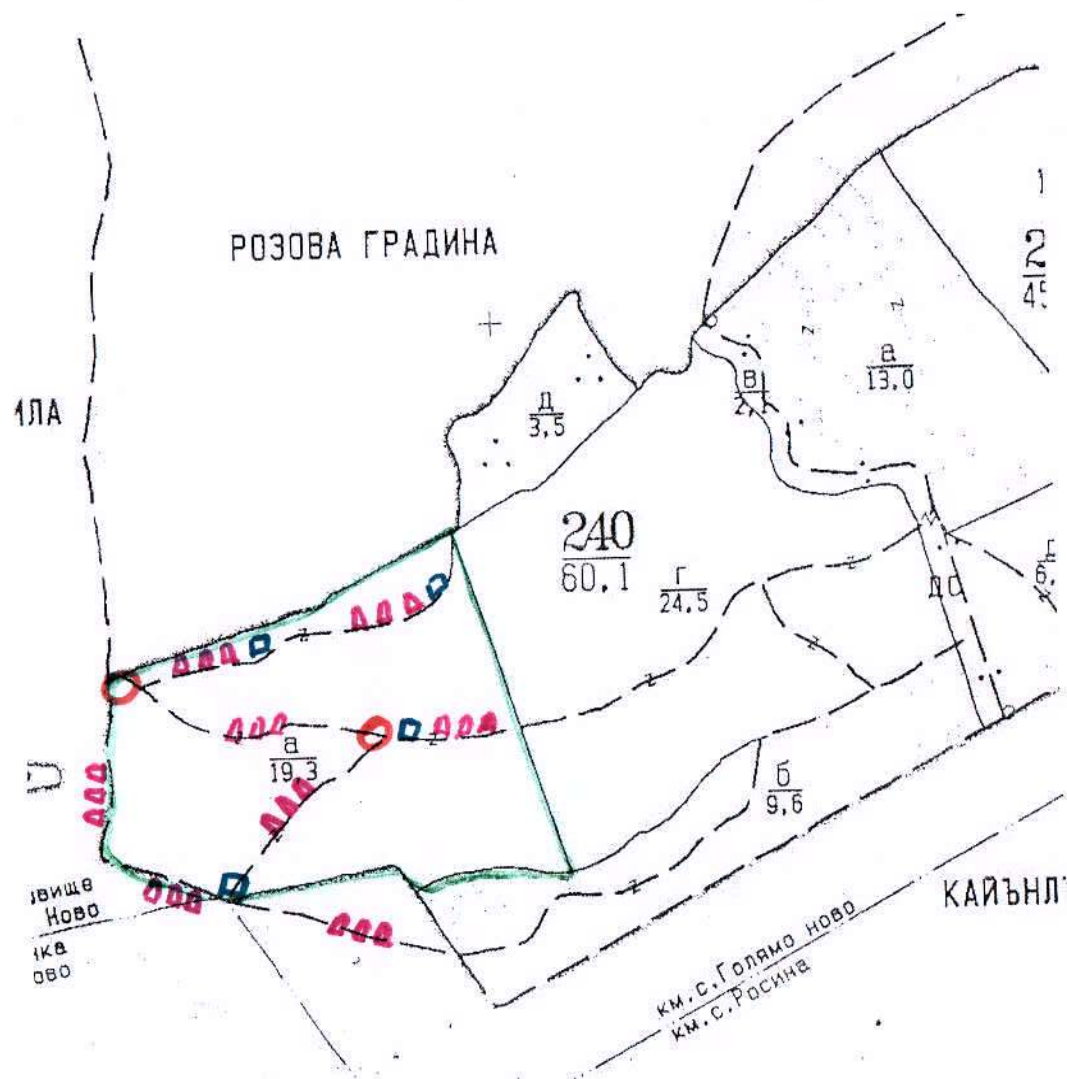 РОЗОВА ГРАДИНА
ИЛА
Д
3,5
В
2,1
а
13,0
240
60,1
Г
24,5
ДО
а
19,3
б
9,6
Ново
КАЙЪНЛ
км.с.Голямо ново
км.с.Росина
z
z
z
z
z
z
z
z